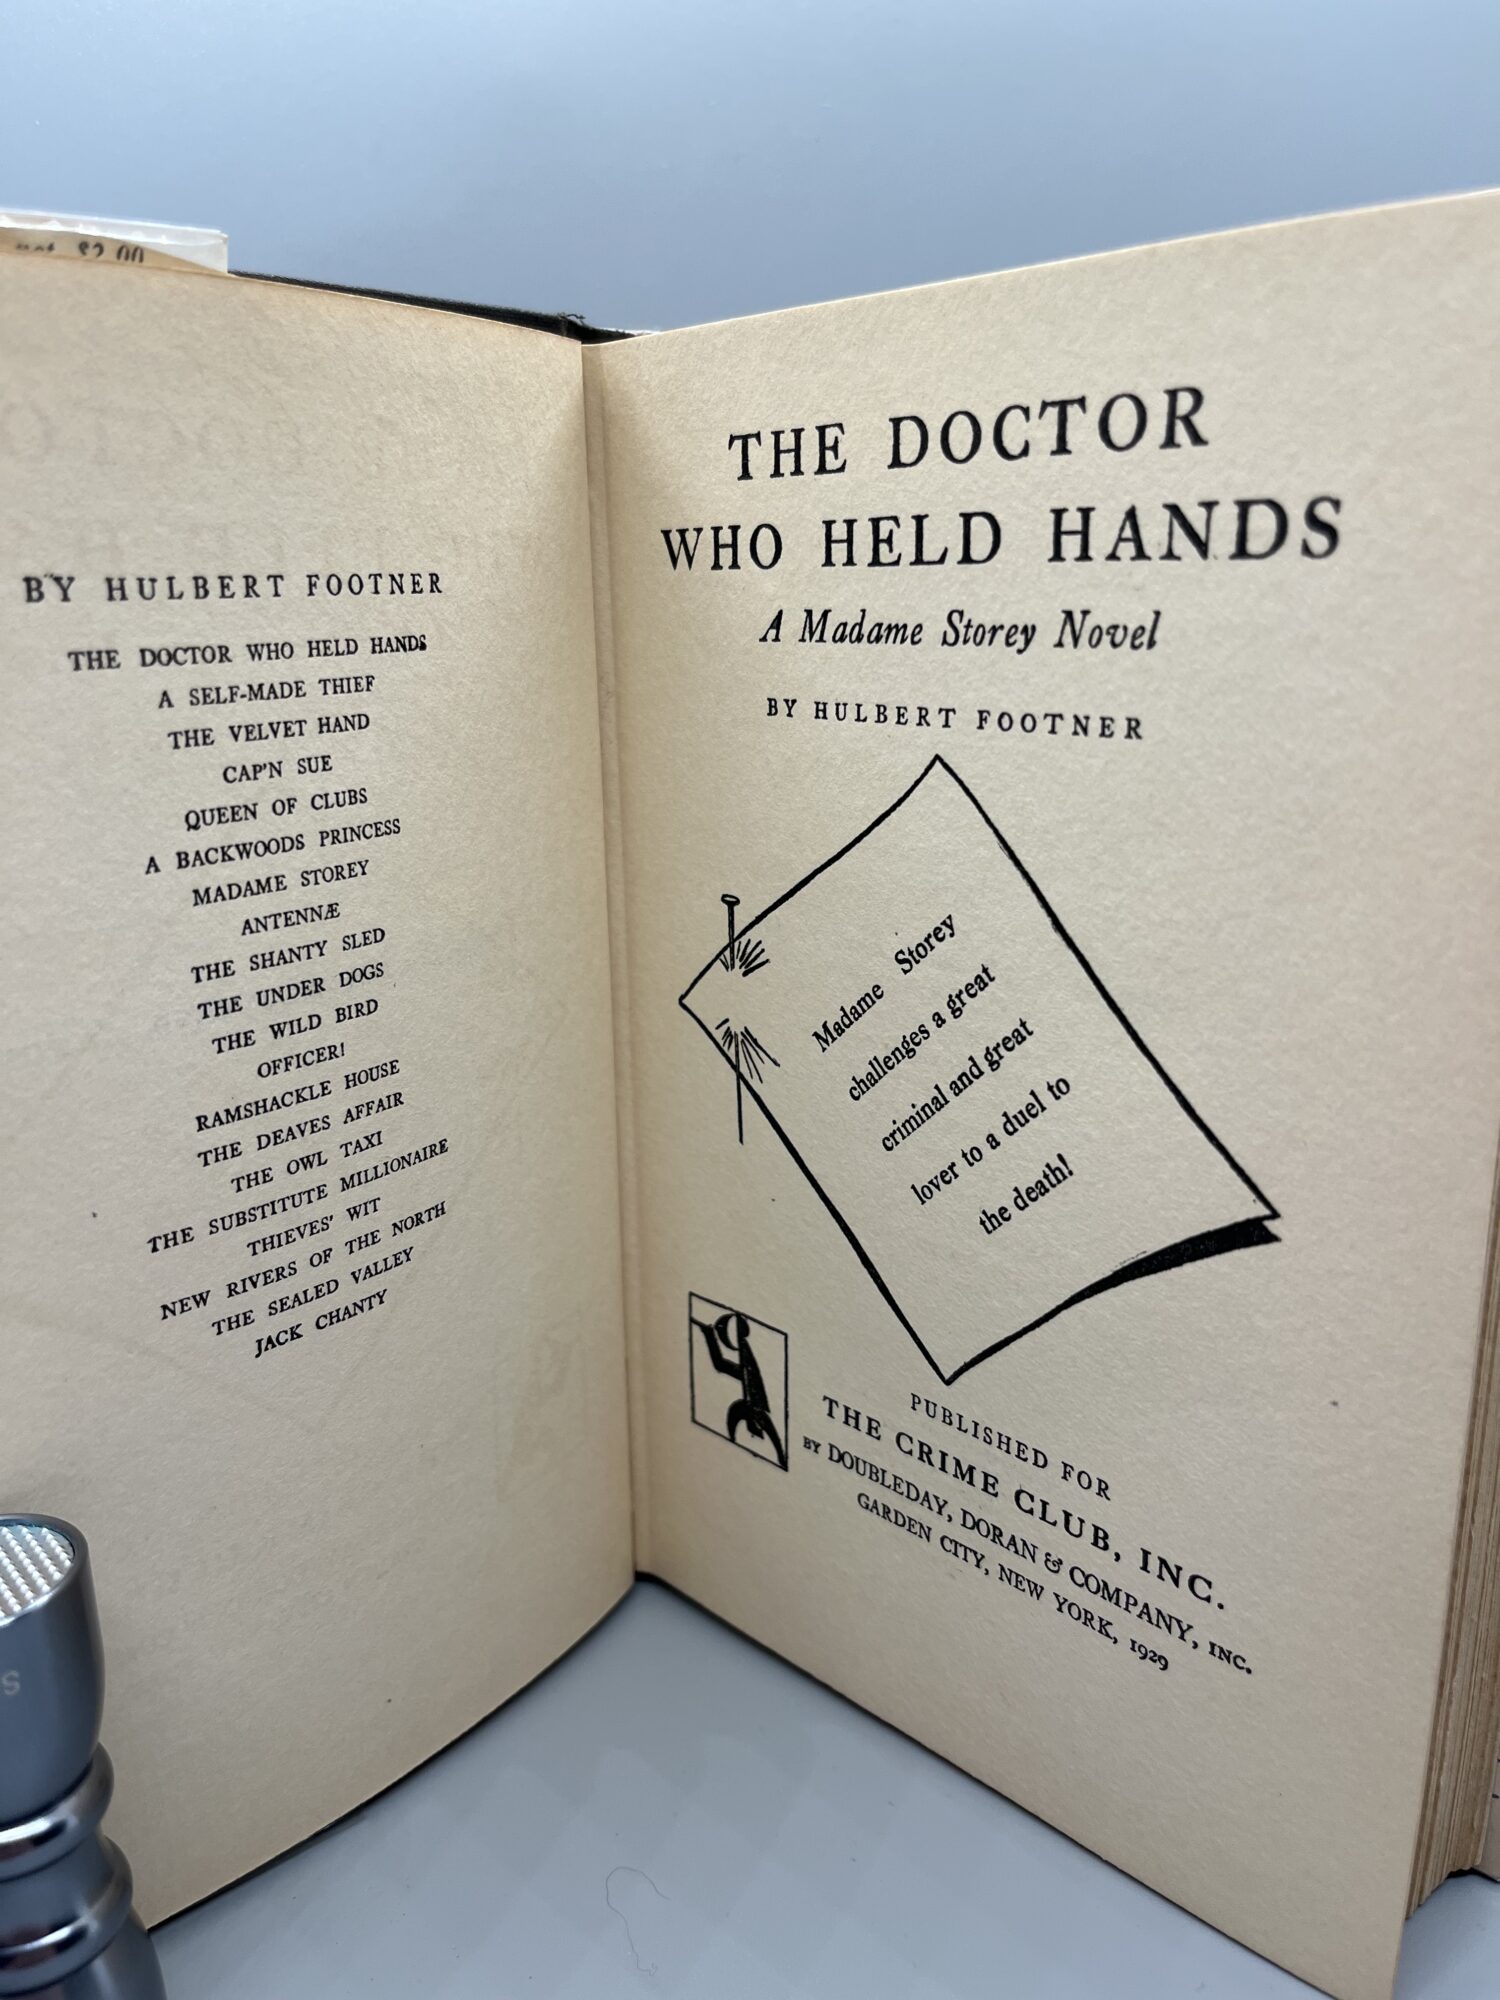 net $2.00
BY HULBERT FOOTNER
THE DOCTOR WHO HELD HANDS
A SELF-MADE THIEF
THE VELVET HAND
CAP'N SUE
QUEEN OF CLUBS
A BACKWOODS PRINCESS
MADAME STOREY
ANTENNÆ
THE SHANTY SLED
THE UNDER DOGS
THE WILD BIRD
OFFICER!
RAMSHACKLE HOUSE
THE DEAVES AFFAIR
THE OWL TAXI
THE SUBSTITUTE MILLIONAIRE
THIEVES' WIT
NEW RIVERS OF THE NORTH
THE SEALED VALLEY
JACK CHANTY
S
THE DOCTOR
WHO HELD HANDS
A Madame Storey Novel
BY HULBERT FOOTNER
Madame Storey
challenges a great
criminal and great
lover to a duel to
the death!
PUBLISHED FOR
THE CRIME CLUB, INC.
BY DOUBLEDAY, DORAN & COMPANY, INC.
GARDEN CITY, NEW YORK, 1929